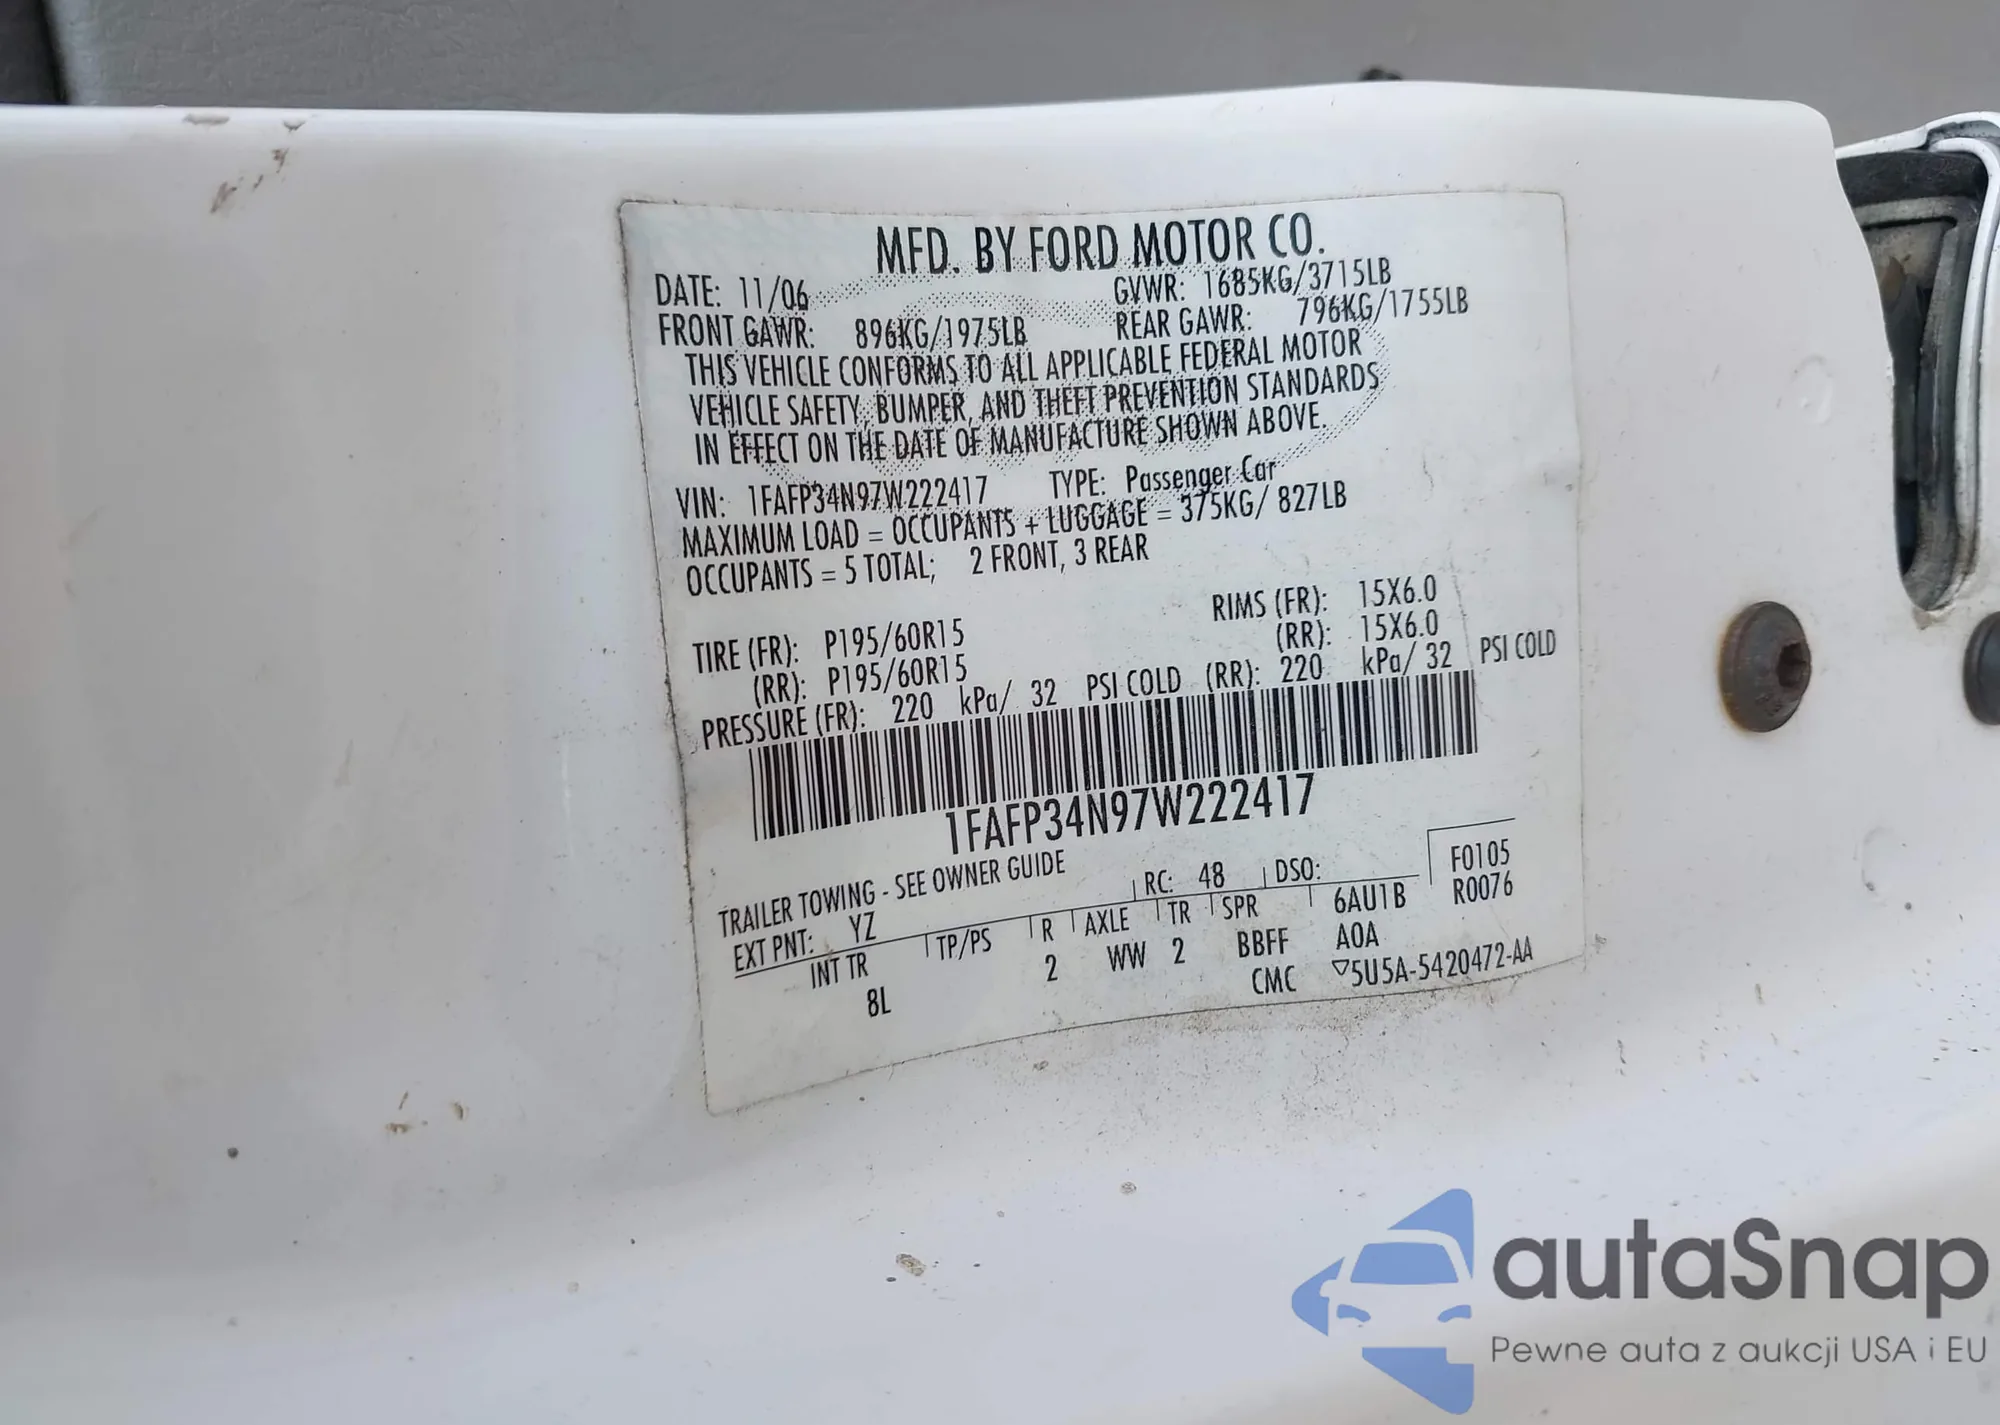 MFD. BY FORD MOTOR CO.
DATE: 11/06 GVWR: 1685KG/3715LB
FRONT GAWR: 896KG/1975LB REAR GAWR: 796KG/1755LB
THIS VEHICLE CONFORMS TO ALL APPLICABLE FEDERAL MOTOR
VEHICLE SAFETY, BUMPER, AND THEFT PREVENTION STANDARDS
IN EFFECT ON THE DATE OF MANUFACTURE SHOWN ABOVE.
VIN: 1FAFP34N97W222417 TYPE: Passenger Car
MAXIMUM LOAD = OCCUPANTS + LUGGAGE = 375KG/ 827LB
OCCUPANTS = 5 TOTAL; 2 FRONT, 3 REAR
TIRE (FR): P195/60R15 RIMS (FR): 15X6.0
(RR): P195/60R15 (RR): 15X6.0
PRESSURE (FR): 220 kPa/ 32 PSI COLD (RR): 220 kPa/ 32 PSI COLD
1FAFP34N97W222417
TRAILER TOWING - SEE OWNER GUIDE
F0105
EXT PNT: YZ RC: 48 DSO: R0076
INT TR TP/PS R AXLE TR SPR 6AU1B
8L 2 WW 2 BBFF A0A
CMC ▽5U5A-5420472-AA
autaSnap
Pewne auta z aukcji USA i EU